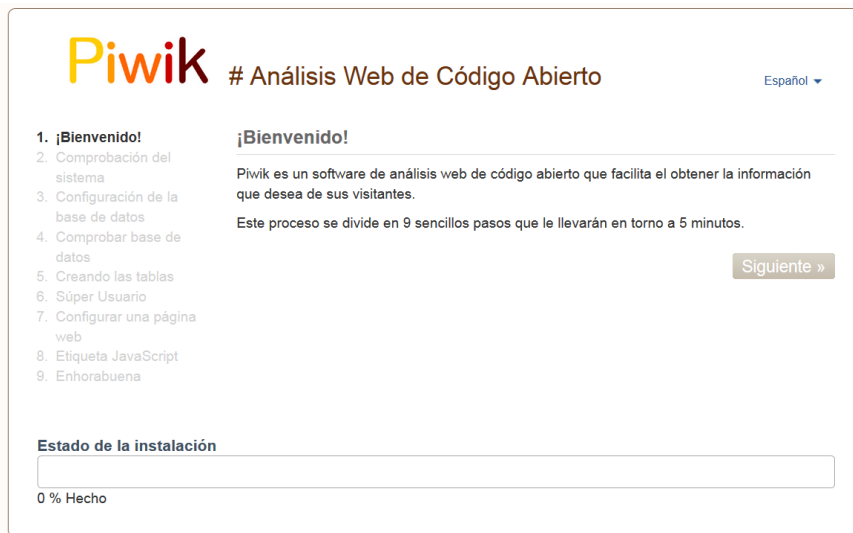 Piwik # Análisis Web de Código Abierto
Español
1. ¡Bienvenido!
2. Comprobación del
sistema
3. Configuración de la
base de datos
4. Comprobar base de
datos
5. Creando las tablas
6. Súper Usuario
7. Configurar una página
web
8. Etiqueta JavaScript
9. Enhorabuena
¡Bienvenido!
Piwik es un software de análisis web de código abierto que facilita el obtener la información
que desea de sus visitantes.
Este proceso se divide en 9 sencillos pasos que le llevarán en torno a 5 minutos.
Siguiente »
Estado de la instalación
0 % Hecho